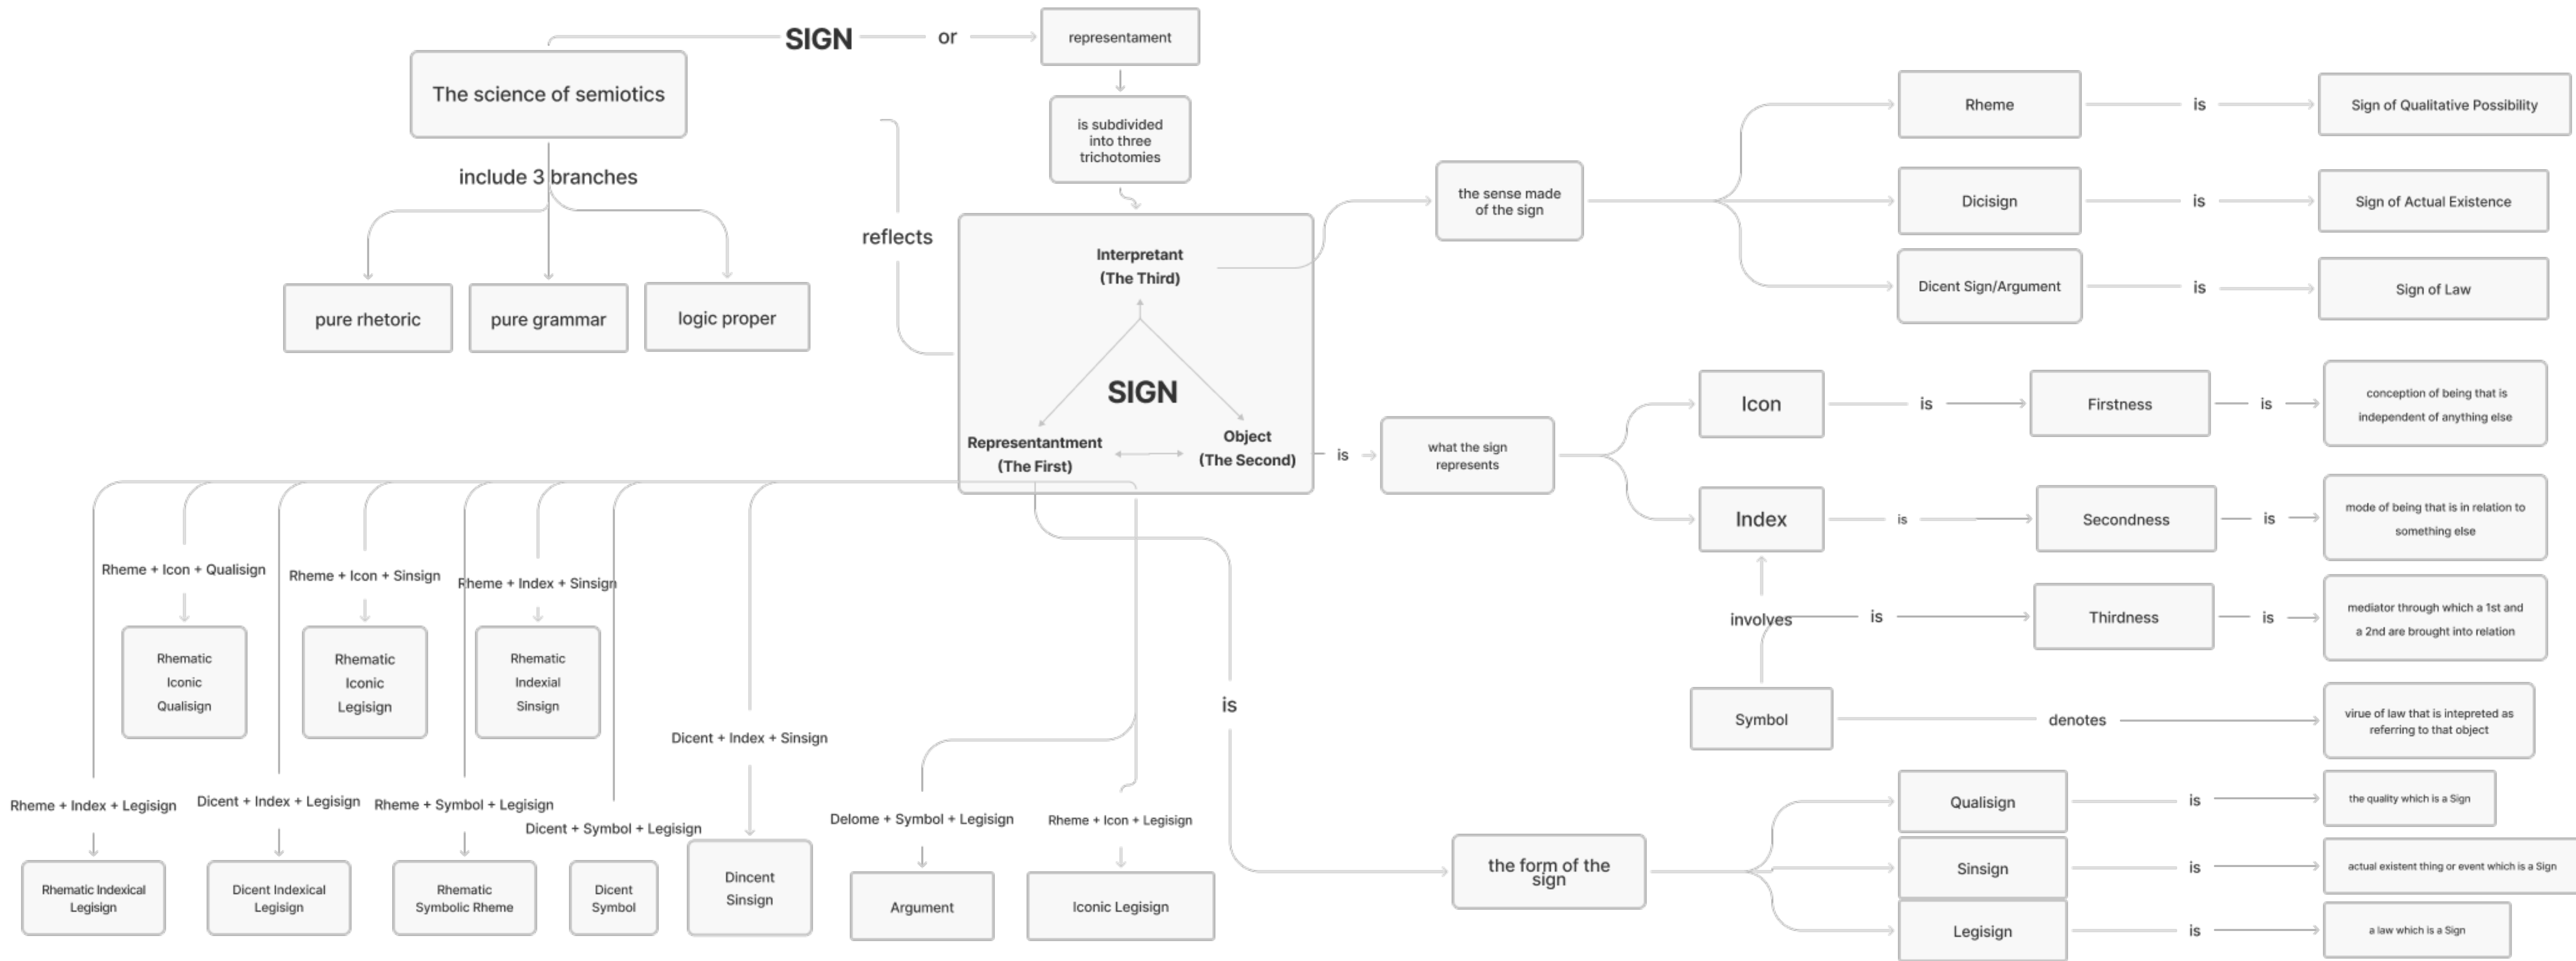 SIGN
or
representament
The science of semiotics
is subdivided
into three
trichotomies
include 3 branches
pure rhetoric
pure grammar
logic proper
reflects
Interpretant
(The Third)
SIGN
Representantment
(The First)
Object
(The Second)
the sense made
of the sign
Rheme
is
Sign of Qualitative Possibility
Dicisign
is
Sign of Actual Existence
Dicent Sign/Argument
is
Sign of Law
is
what the sign
represents
Icon
is
Firstness
is
conception of being that is
independent of anything else
Index
is
Secondness
is
mode of being that is in relation to
something else
involves
is
Thirdness
is
mediator through which a 1st and
a 2nd are brought into relation
Symbol
denotes
virue of law that is intepreted as
referring to that object
is
the form of the
sign
Qualisign
is
the quality which is a Sign
Sinsign
is
actual existent thing or event which is a Sign
Legisign
is
a law which is a Sign
Rheme + Icon + Qualisign
Rhematic
Iconic
Qualisign
Rheme + Icon + Sinsign
Rhematic
Iconic
Legisign
Rheme + Index + Sinsign
Rhematic
Indexial
Sinsign
Rheme + Index + Legisign
Rhematic Indexical
Legisign
Dicent + Index + Legisign
Dicent Indexical
Legisign
Rheme + Symbol + Legisign
Rhematic
Symbolic Rheme
Dicent + Symbol + Legisign
Dicent
Symbol
Dicent + Index + Sinsign
Dincent
Sinsign
Delome + Symbol + Legisign
Argument
Rheme + Icon + Legisign
Iconic Legisign